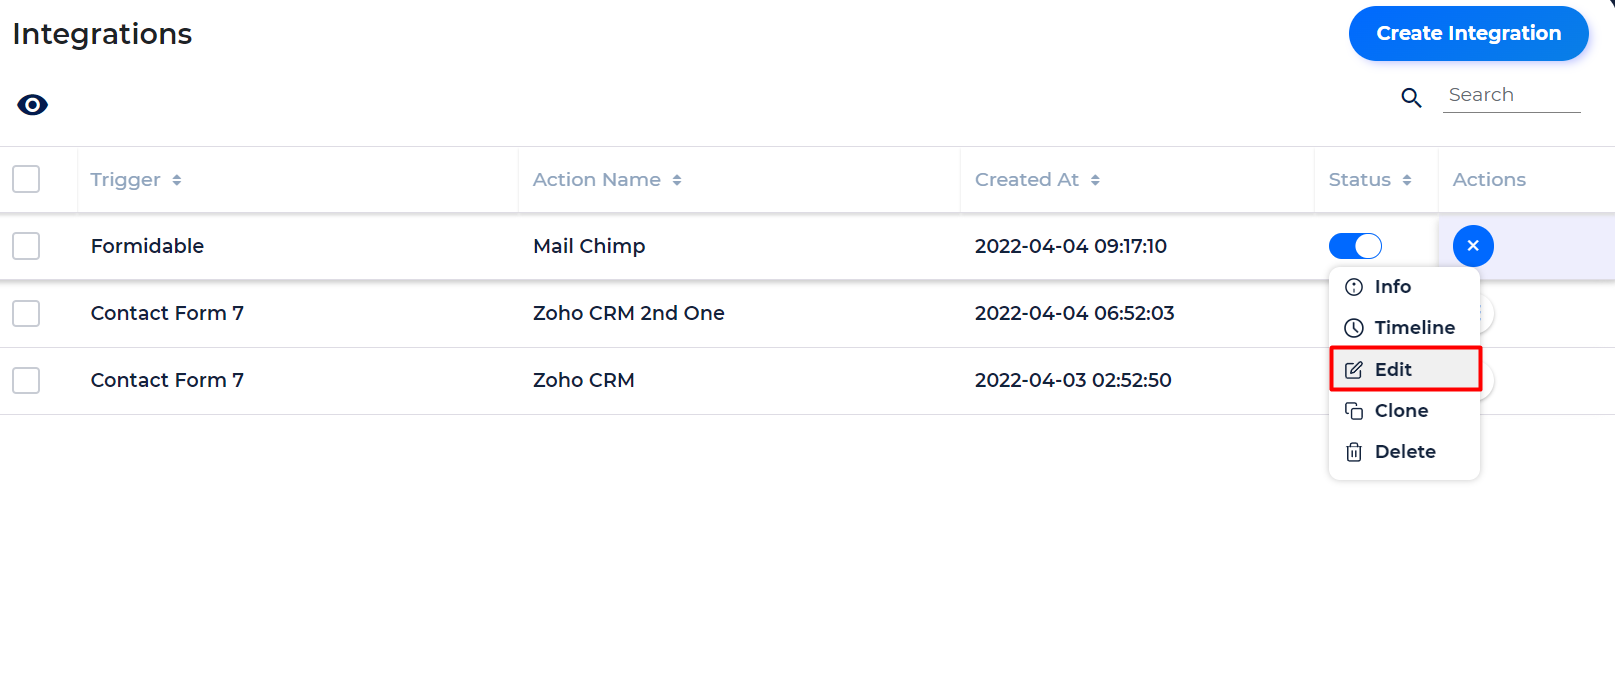 Integrations
Create Integration
Search
Trigger Action Name Created At Status Actions
Formidable Mail Chimp 2022-04-04 09:17:10
Info
Contact Form 7 Zoho CRM 2nd One 2022-04-04 06:52:03
Timeline
Edit
Contact Form 7 Zoho CRM 2022-04-03 02:52:50
Clone
Delete